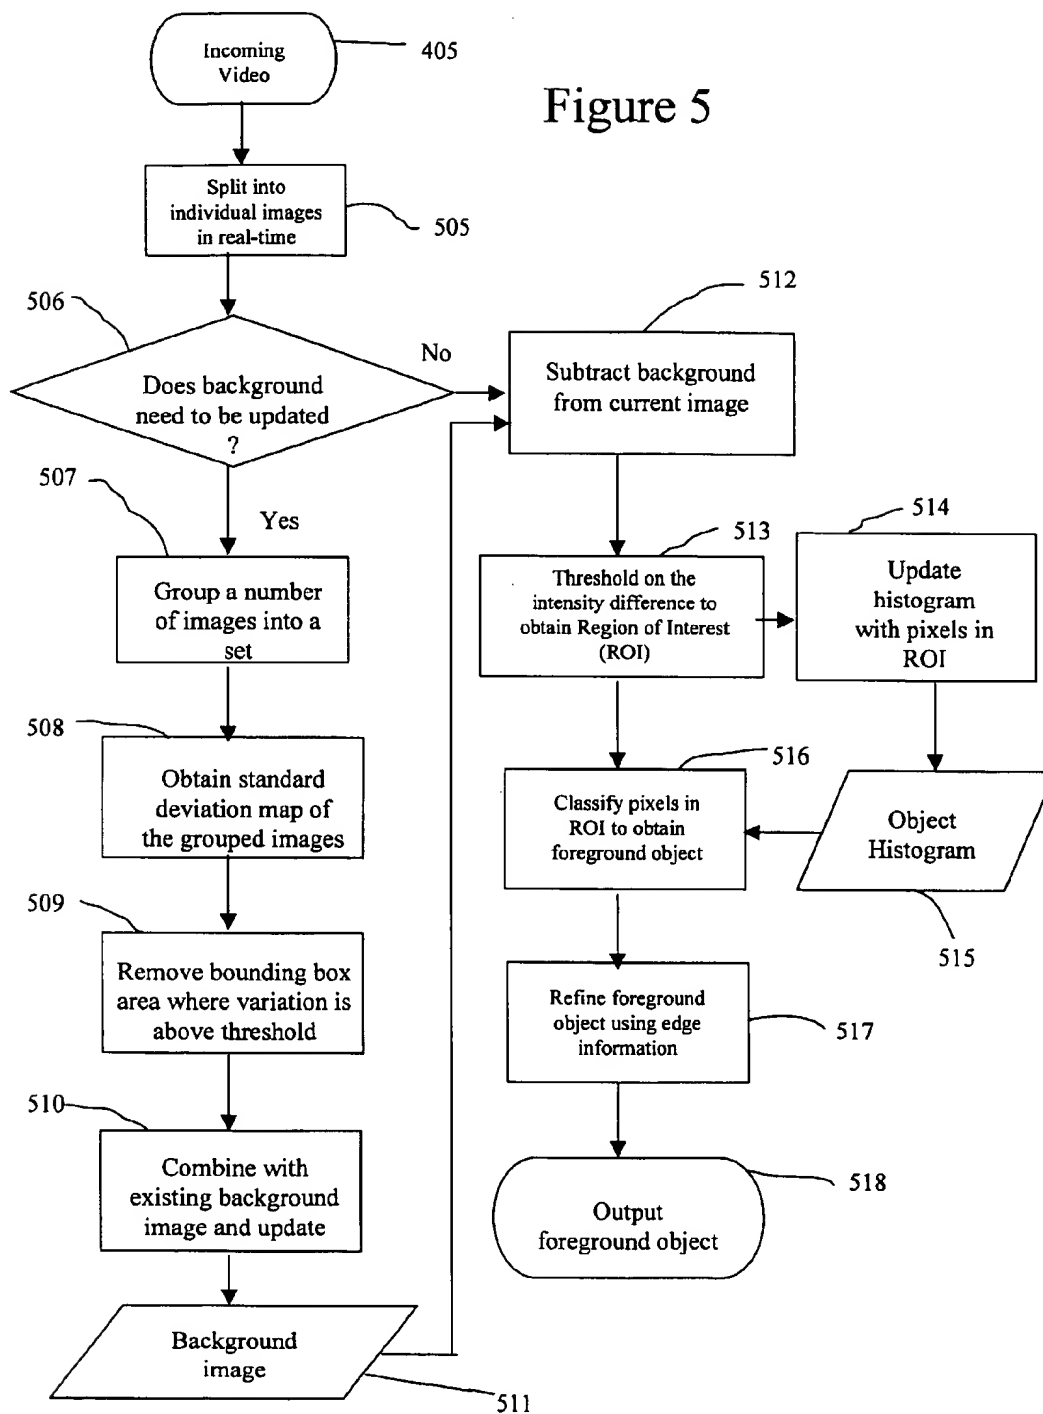 Incoming
Video
405
Figure 5
Split into
individual images
in real-time
505
506
Does background
need to be updated
?
No
Yes
512
Subtract background
from current image
507
Group a number
of images into a
set
513
Threshold on the
intensity difference to
obtain Region of Interest
(ROI)
514
Update
histogram
with pixels in
ROI
508
Obtain standard
deviation map of
the grouped images
516
Classify pixels in
ROI to obtain
foreground object
Object
Histogram
515
509
Remove bounding box
area where variation is
above threshold
Refine foreground
object using edge
information
517
510
Combine with
existing background
image and update
Output
foreground object
518
Background
image
511